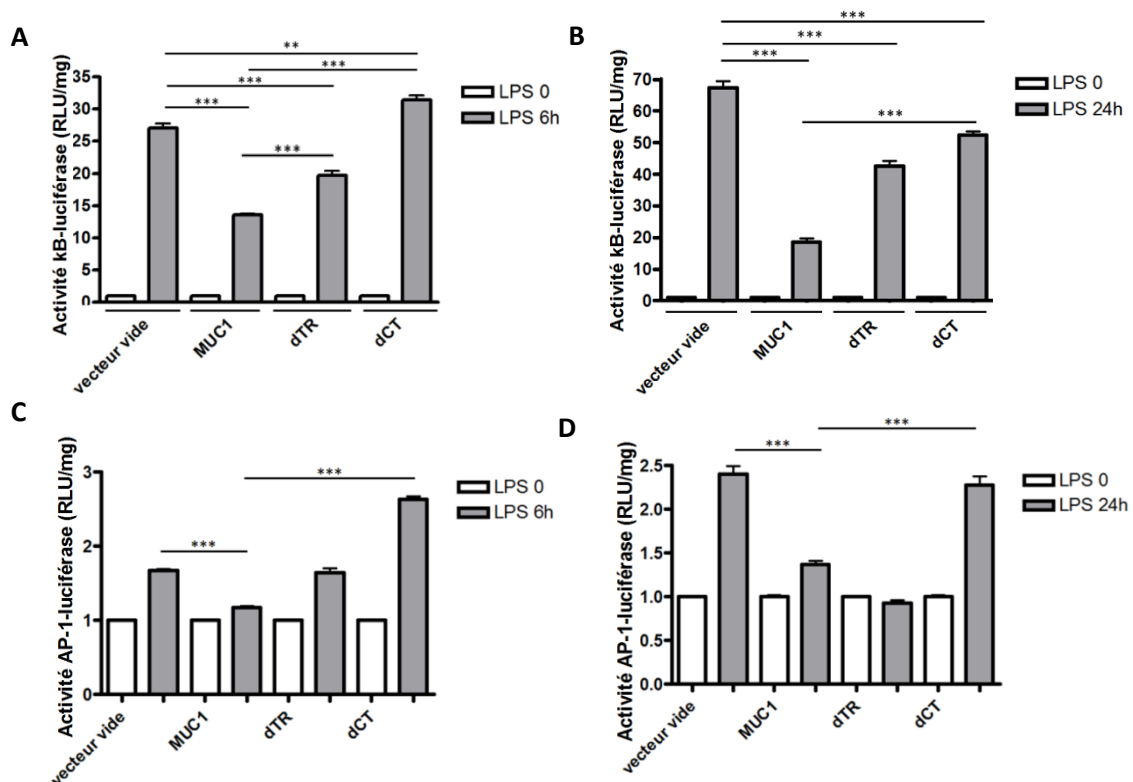 A
Activité kB-luciférase (RLU/mg)
35
30
25
20
15
10
5
0
**
***
***
***
***
LPS 0
LPS 6h
vecteur vide
MUC1
dTR
dCT
B
Activité kB-luciférase (RLU/mg)
70
60
50
40
30
20
10
0
***
***
***
***
LPS 0
LPS 24h
vecteur vide
MUC1
dTR
dCT
C
Activité AP-1-luciférase (RLU/mg)
3
2
1
0
***
***
LPS 0
LPS 6h
vecteur vide
MUC1
dTR
dCT
D
Activité AP-1-luciférase (RLU/mg)
2.5
2.0
1.5
1.0
0.5
0.0
***
***
LPS 0
LPS 24h
vecteur vide
MUC1
dTR
dCT